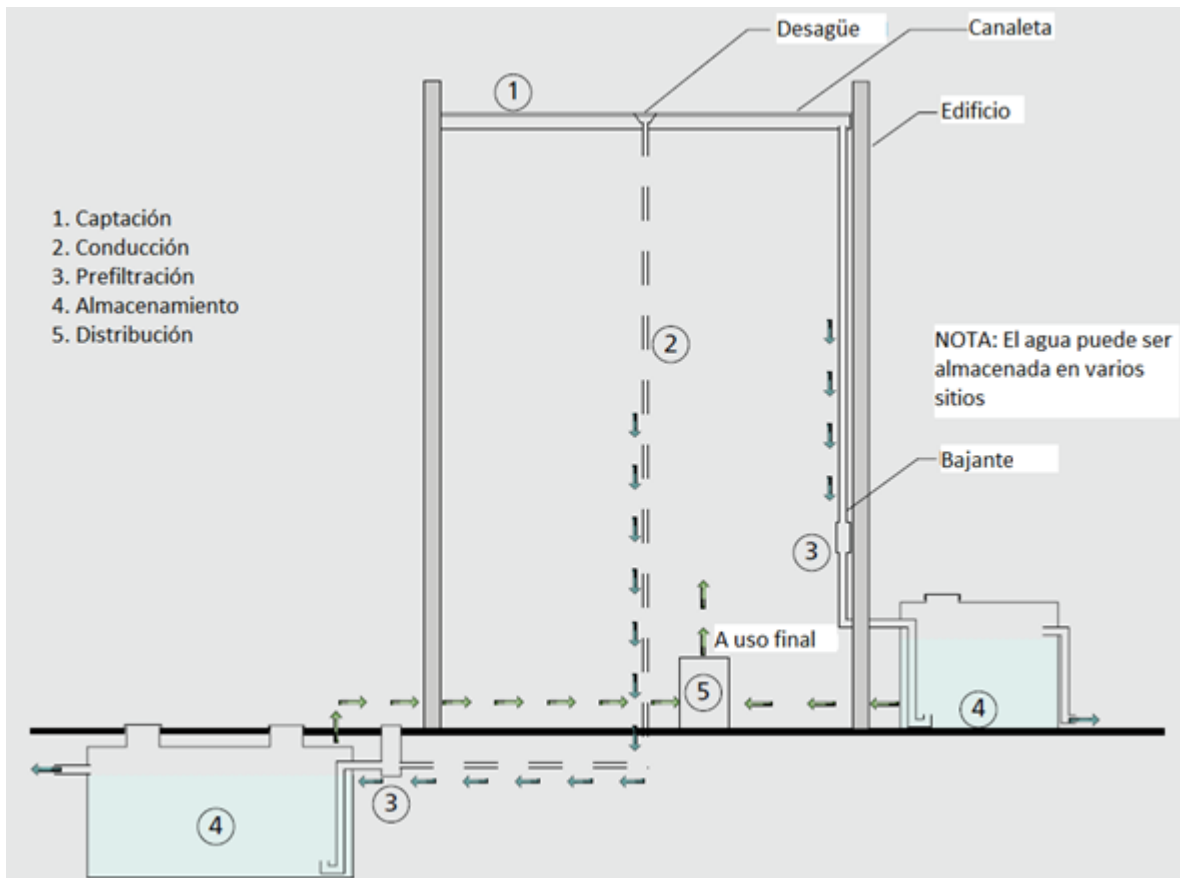 Desagüe
Canaleta
1
Edificio
1. Captación
2. Conducción
3. Prefiltración
4. Almacenamiento
5. Distribución
2
NOTA: El agua puede ser
almacenada en varios
sitios
Bajante
3
A uso final
5
4
3
4